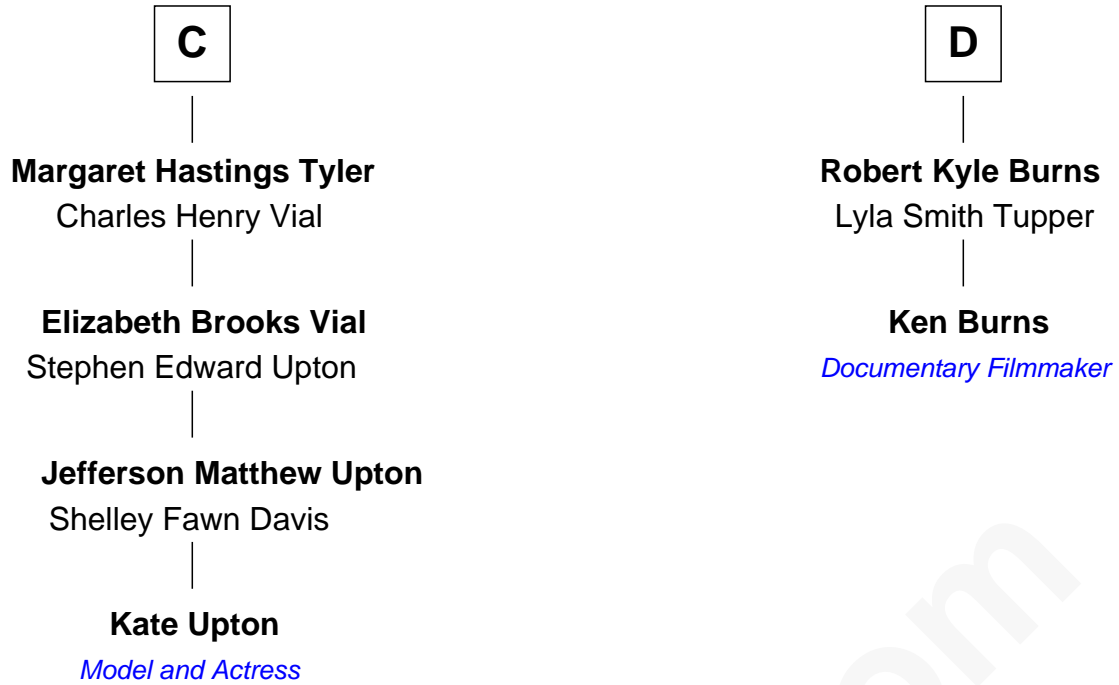 C
Margaret Hastings Tyler
Charles Henry Vial
Elizabeth Brooks Vial
Stephen Edward Upton
Jefferson Matthew Upton
Shelley Fawn Davis
Kate Upton
Model and Actress
D
Robert Kyle Burns
Lyla Smith Tupper
Ken Burns
Documentary Filmmaker
om